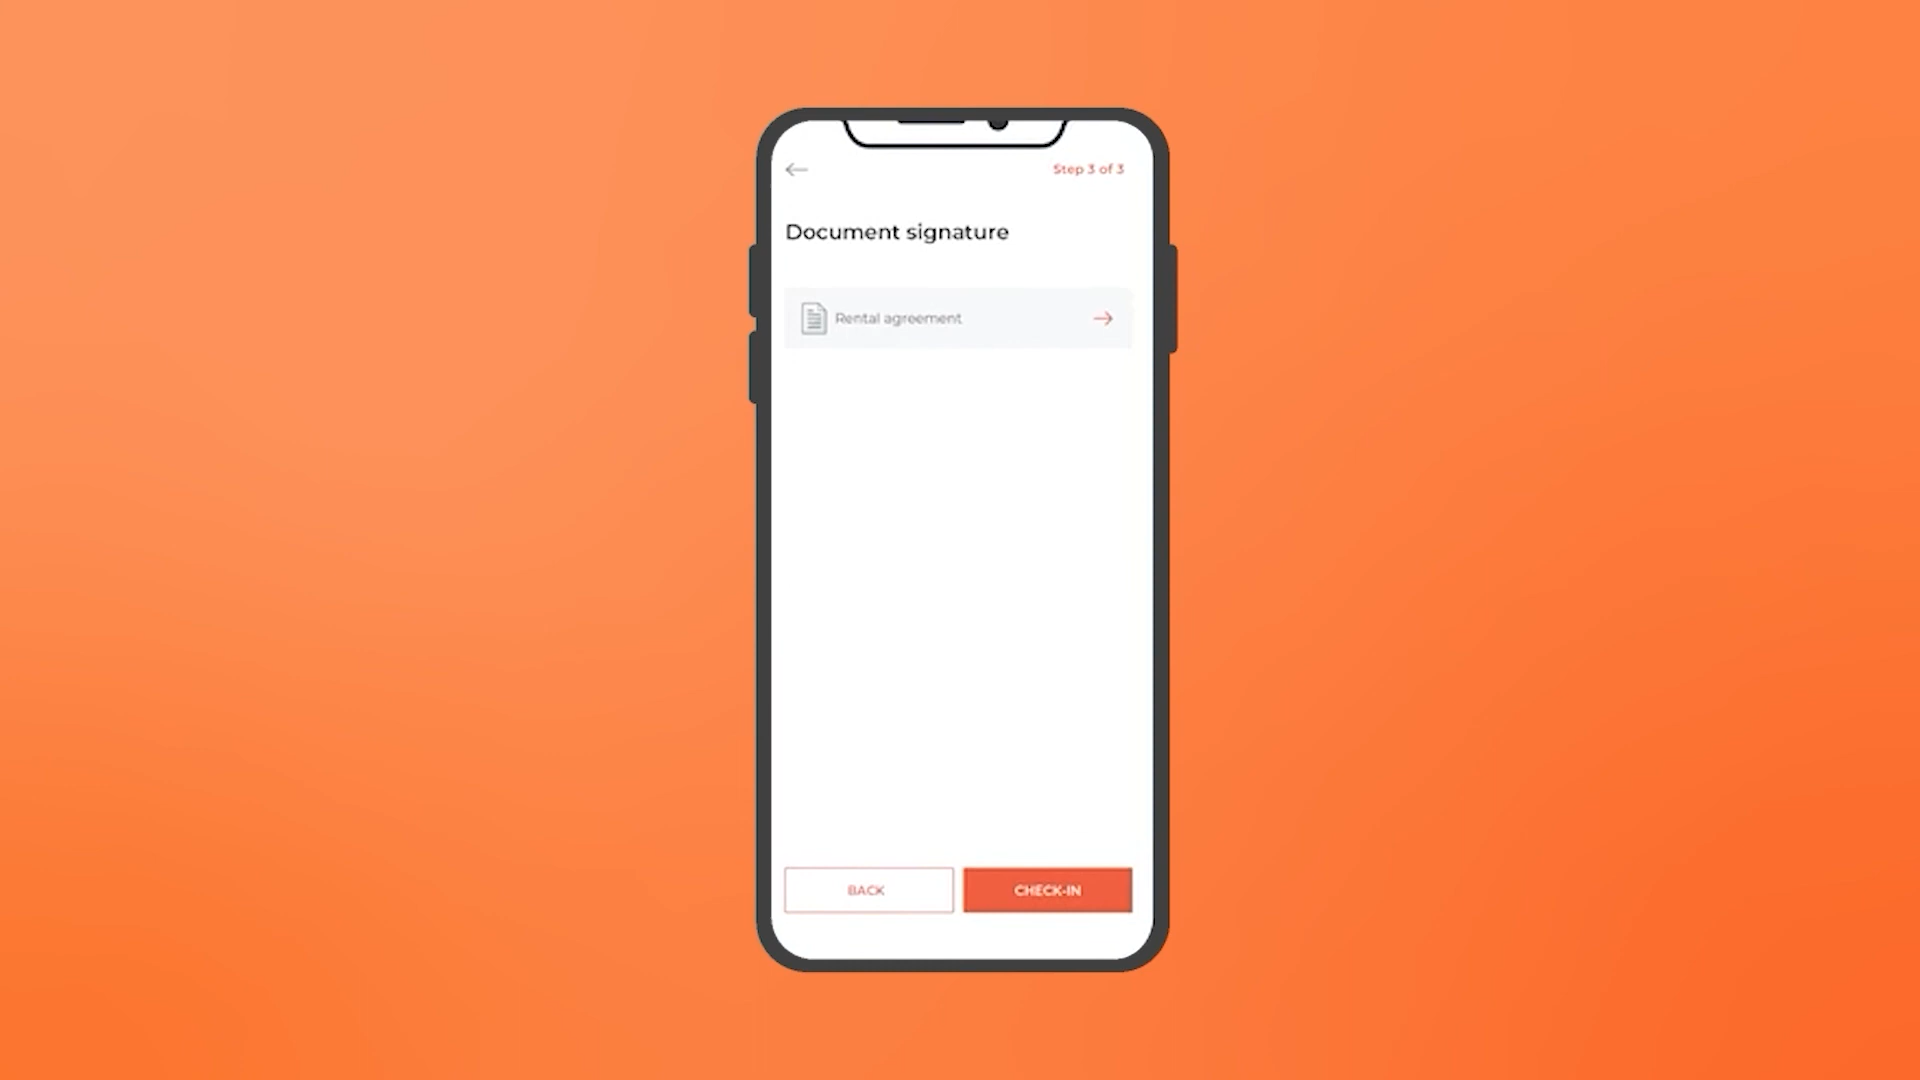 Step 3 of 3
Document signature
Rental agreement
BACK
CHECK-IN